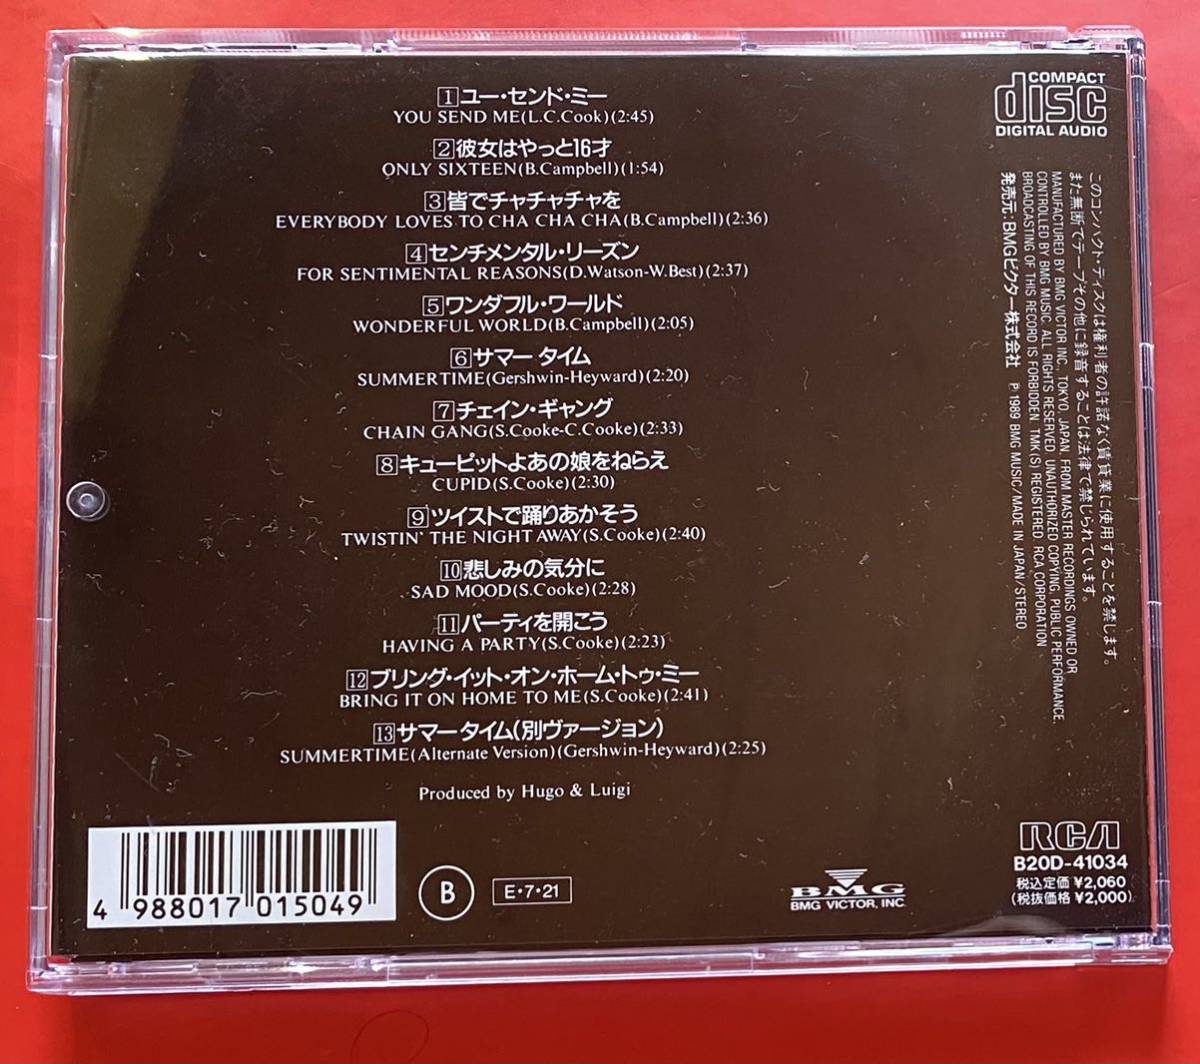 1 ユー・センド・ミー
YOU SEND ME(L.C.Cook)(2:45)
2 彼女はやっと16才
ONLY SIXTEEN(B.Campbell)(1:54)
3 皆でチャチャチャを
EVERYBODY LOVES TO CHA CHA CHA(B.Campbell)(2:36)
4 センチメンタル・リーズン
FOR SENTIMENTAL REASONS(D.Watson-W.Best)(2:37)
5 ワンダフル・ワールド
WONDERFUL WORLD(B.Campbell)(2:05)
6 サマー タイム
SUMMERTIME(Gershwin-Heyward)(2:20)
7 チェイン・ギャング
CHAIN GANG(S.Cooke-C.Cooke)(2:33)
8 キューピットよあの娘をねらえ
CUPID(S.Cooke)(2:30)
9 ツイストで踊りあかそう
TWISTIN' THE NIGHT AWAY(S.Cooke)(2:40)
10 悲しみの気分に
SAD MOOD(S.Cooke)(2:28)
11 パーティを開こう
HAVING A PARTY(S.Cooke)(2:23)
12 ブリング・イット・オン・ホーム・トゥ・ミー
BRING IT ON HOME TO ME(S.Cooke)(2:41)
13 サマー タイム(別ヴァージョン)
SUMMERTIME(Alternate Version)(Gershwin-Heyward)(2:25)
Produced by Hugo & Luigi
COMPACT
disc
DIGITAL AUDIO
このコンパクト・ディスクは権利者の許諾なく賃貸業に使用することを禁じます。
また無断でテープその他に録音することは法律で禁じられています。
MANUFACTURED BY BMG VICTOR INC., TOKYO, JAPAN. FROM MASTER RECORDINGS OWNED OR
CONTROLLED BY BMG MUSIC. ALL RIGHTS RESERVED. UNAUTHORIZED COPYING, PUBLIC PERFORMANCE,
BROADCASTING OF THIS RECORD IS FORBIDDEN. TMK(S) REGISTERED. RCA CORPORATION
発売元: BMGビクター株式会社 ℗ 1989 BMG MUSIC/MADE IN JAPAN/STEREO
4 988017 015049
B
E・7・21
BMG
BMG VICTOR, INC.
RCA
B20D-41034
税込定価 ¥2,060
(税抜価格 ¥2,000)